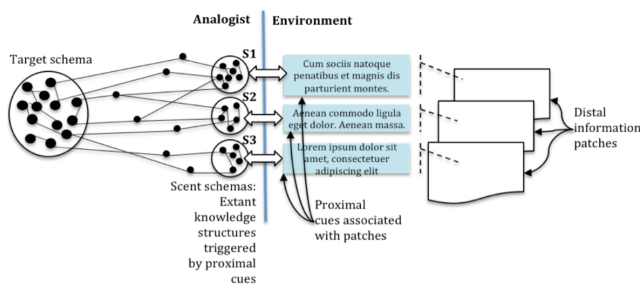 Analogist
Environment
Target schema
S1
Cum sociis natoque
penatibus et magnis dis
parturient montes.
S2
Aenean commodo ligula
eget dolor. Aenean massa.
S3
Lorem ipsum dolor sit
amet, consectetuer
adipiscing elit
Distal
information
patches
Scent schemas:
Extant
knowledge
structures
triggered
by proximal
cues
Proximal
cues associated
with patches